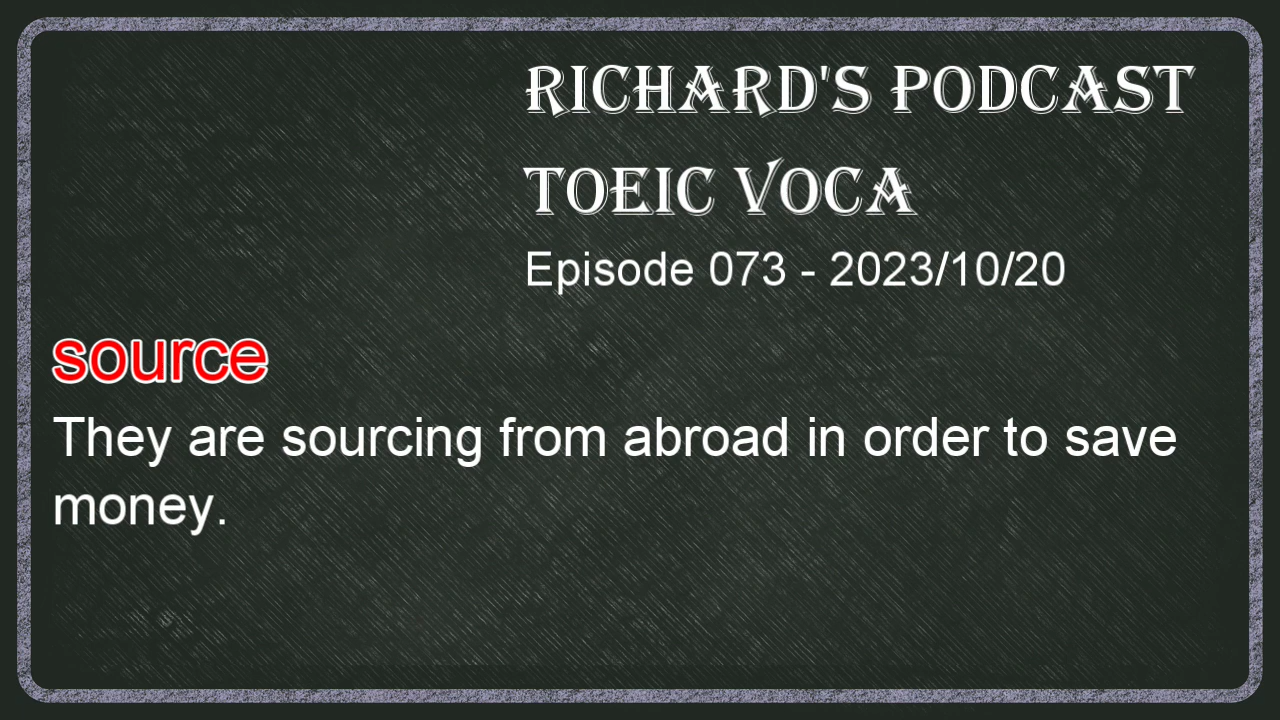 RICHARD'S PODCAST
TOEIC VOCA
Episode 073 - 2023/10/20
source
They are sourcing from abroad in order to save
money.